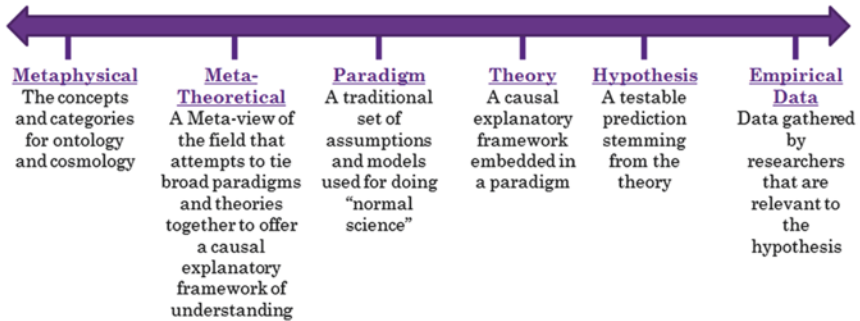 Metaphysical
The concepts
and categories
for ontology
and cosmology
Meta-
Theoretical
A Meta-view of
the field that
attempts to tie
broad paradigms
and theories
together to offer
a causal
explanatory
framework of
understanding
Paradigm
A traditional
set of
assumptions
and models
used for doing
“normal
science”
Theory
A causal
explanatory
framework
embedded in
a paradigm
Hypothesis
A testable
prediction
stemming
from the
theory
Empirical
Data
Data gathered
by
researchers
that are
relevant to
the
hypothesis